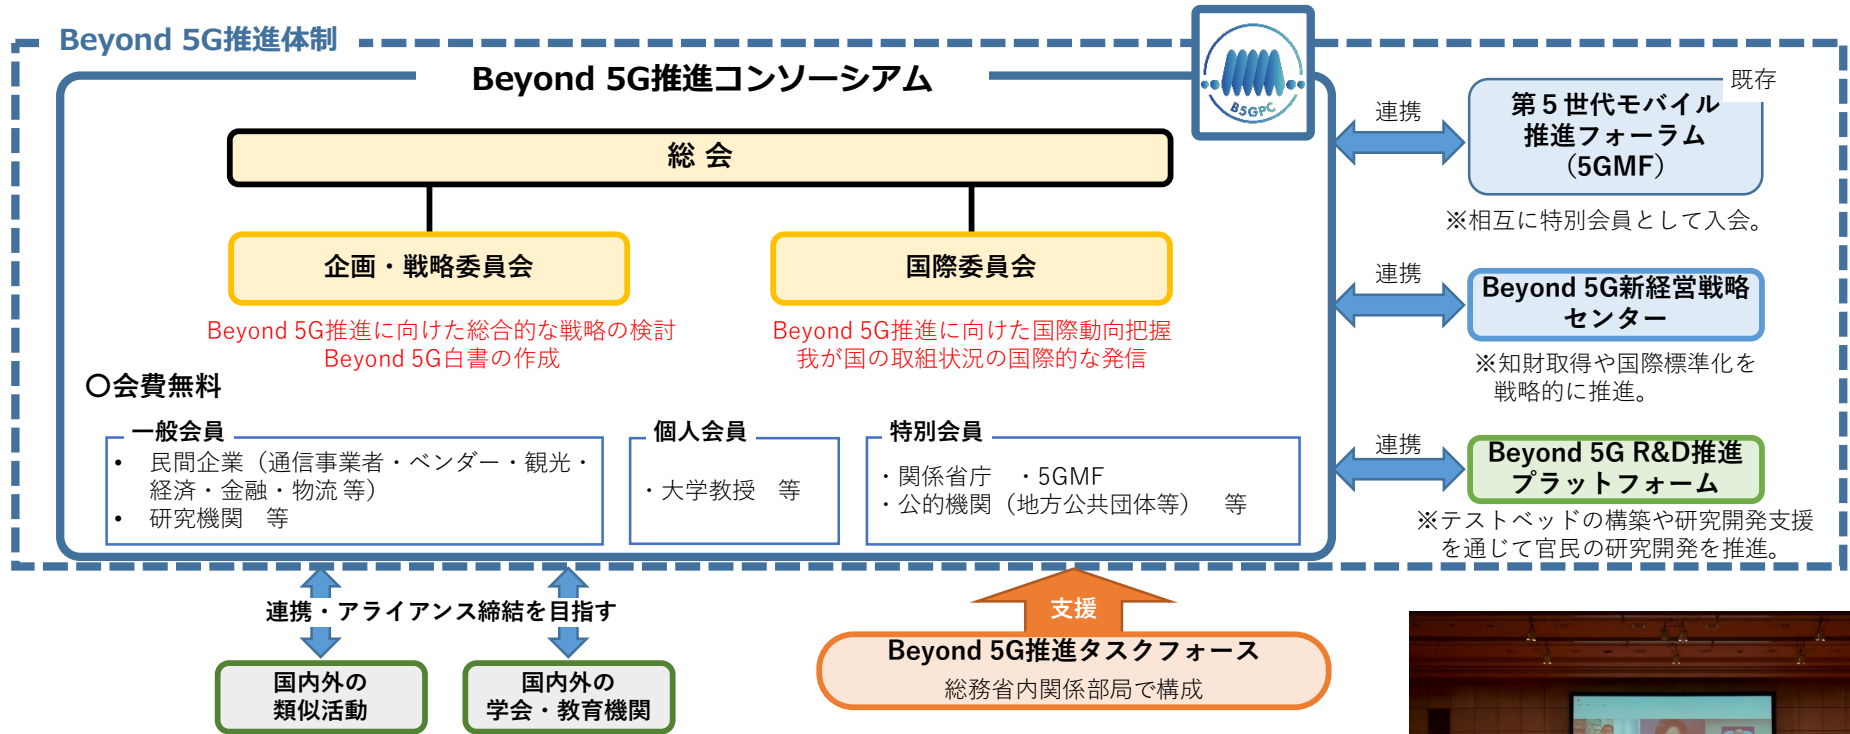 Beyond 5G推進体制
Beyond 5G推進コンソーシアム
B5GPC
総 会
企画・戦略委員会
国際委員会
Beyond 5G推進に向けた総合的な戦略の検討
Beyond 5G白書の作成
Beyond 5G推進に向けた国際動向把握
我が国の取組状況の国際的な発信
〇会費無料
一般会員
• 民間企業（通信事業者・ベンダー・観光・
経済・金融・物流 等）
• 研究機関　等
個人会員
・大学教授　等
特別会員
・関係省庁　・5GMF
・公的機関（地方公共団体等）　等
連携
既存
第５世代モバイル
推進フォーラム
（5GMF）
※相互に特別会員として入会。
連携
Beyond 5G新経営戦略
センター
※知財取得や国際標準化を
戦略的に推進。
連携
Beyond 5G R&D推進
プラットフォーム
※テストベッドの構築や研究開発支援
を通じて官民の研究開発を推進。
連携・アライアンス締結を目指す
国内外の
類似活動
国内外の
学会・教育機関
支援
Beyond 5G推進タスクフォース
総務省内関係部局で構成